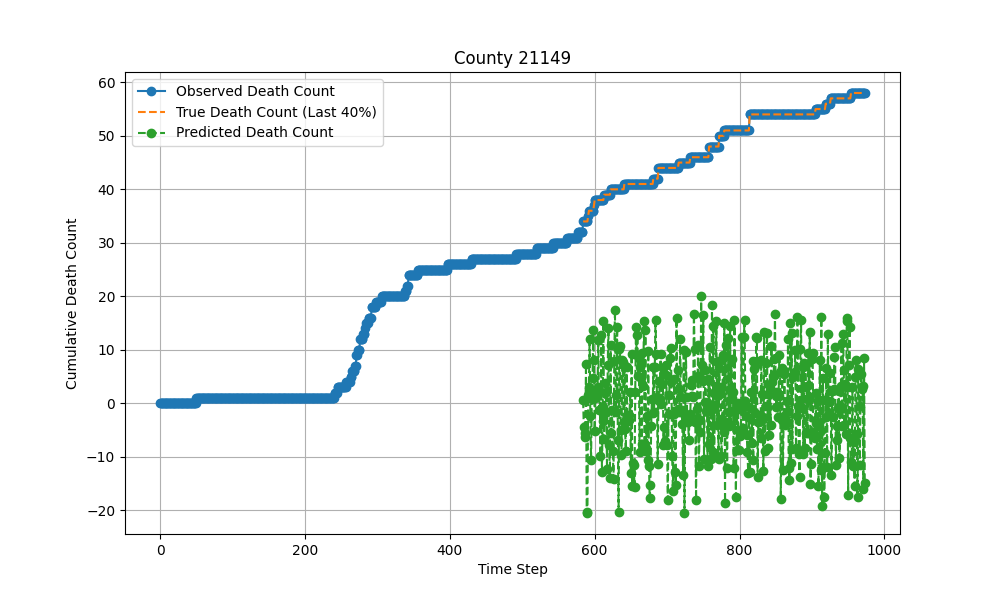 County 21149
Observed Death Count
True Death Count (Last 40%)
Predicted Death Count
Cumulative Death Count
60
50
40
30
20
10
0
−10
−20
0 200 400 600 800 1000
Time Step